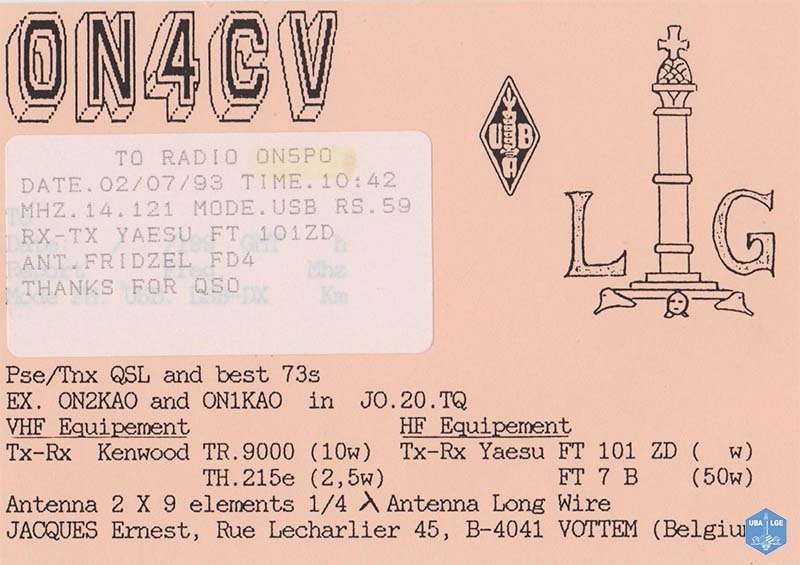 ON4CV
TO RADIO ON5PO
DATE.02/07/93 TIME.10:42
MHZ.14.121 MODE.USB RS.59
RX-TX YAESU FT 101ZD
ANT.FRIDZEL FD4
THANKS FOR QSO
UBA
L G
Pse/Tnx QSL and best 73s
EX. ON2KAO and ON1KAO in JO.20.TQ
VHF Equipement HF Equipement
Tx-Rx Kenwood TR.9000 (10w) Tx-Rx Yaesu FT 101 ZD ( w)
TH.215e (2,5w) FT 7 B (50w)
Antenna 2 X 9 elements 1/4 λ Antenna Long Wire
JACQUES Ernest, Rue Lecharlier 45, B-4041 VOTTEM (Belgiu
UBA LGE